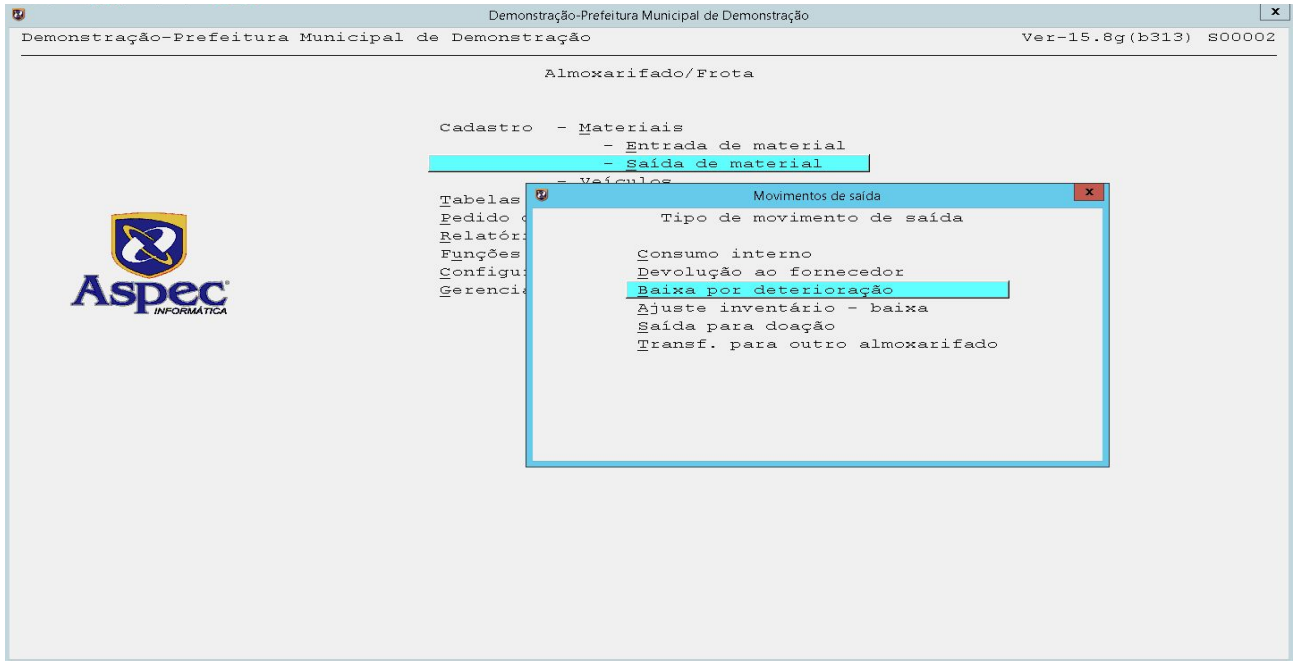 Demonstração-Prefeitura Municipal de Demonstração x
Demonstração-Prefeitura Municipal de Demonstração Ver-15.8g(b313) S00002
Almoxarifado/Frota
Cadastro - Materiais
- Entrada de material
- Saída de material
- Veículos
Tabelas
Pedido
Relatóri
Funções
Configu
Gerencia
Movimentos de saída x
Tipo de movimento de saída
Consumo interno
Devolução ao fornecedor
Baixa por deterioração
Ajuste inventário - baixa
Saída para doação
Transf. para outro almoxarifado
Aspec
INFORMÁTICA